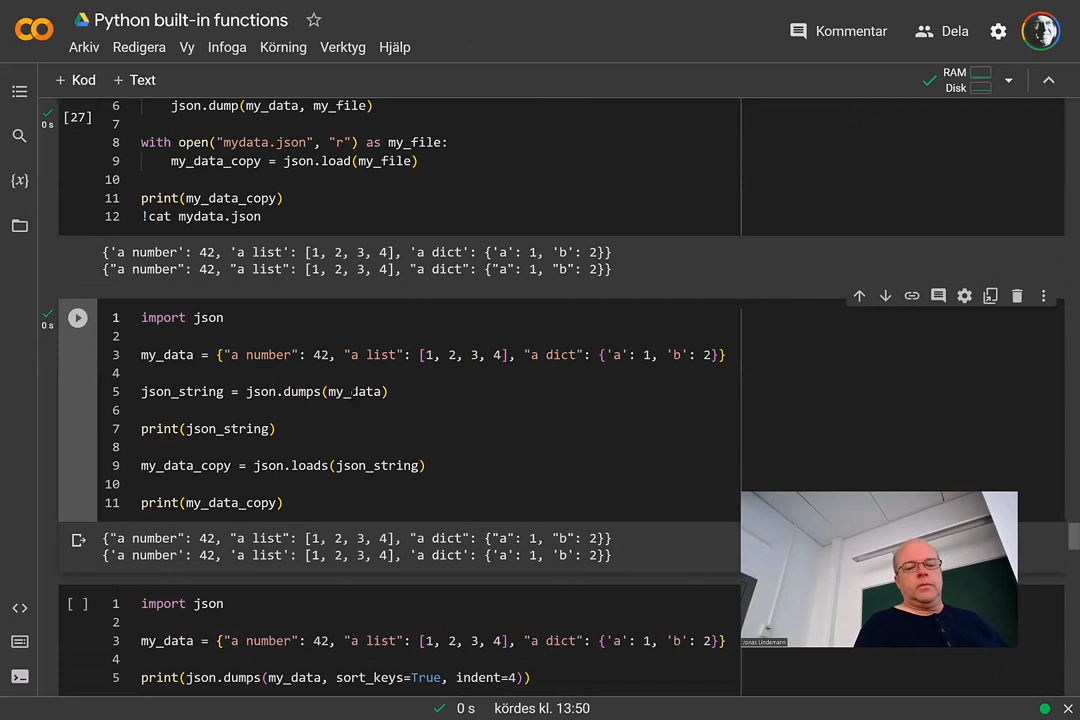 Python built-in functions
Arkiv Redigera Vy Infoga Körning Verktyg Hjälp
Kommentar
Dela
+ Kod + Text
RAM
Disk
[27]
0 s
6 json.dump(my_data, my_file)
7
8 with open("mydata.json", "r") as my_file:
9 my_data_copy = json.load(my_file)
10
11 print(my_data_copy)
12 !cat mydata.json
{'a number': 42, 'a list': [1, 2, 3, 4], 'a dict': {'a': 1, 'b': 2}}
{"a number": 42, "a list": [1, 2, 3, 4], "a dict": {"a": 1, "b": 2}}
0 s
1 import json
2
3 my_data = {"a number": 42, "a list": [1, 2, 3, 4], "a dict": {'a': 1, 'b': 2}}
4
5 json_string = json.dumps(my_data)
6
7 print(json_string)
8
9 my_data_copy = json.loads(json_string)
10
11 print(my_data_copy)
{"a number": 42, "a list": [1, 2, 3, 4], "a dict": {"a": 1, "b": 2}}
{'a number': 42, 'a list': [1, 2, 3, 4], 'a dict': {'a': 1, 'b': 2}}
[ ]
1 import json
2
3 my_data = {"a number": 42, "a list": [1, 2, 3, 4], "a dict": {'a': 1, 'b': 2}}
4
5 print(json.dumps(my_data, sort_keys=True, indent=4))
Jonas Lindemann
0 s kördes kl. 13:50